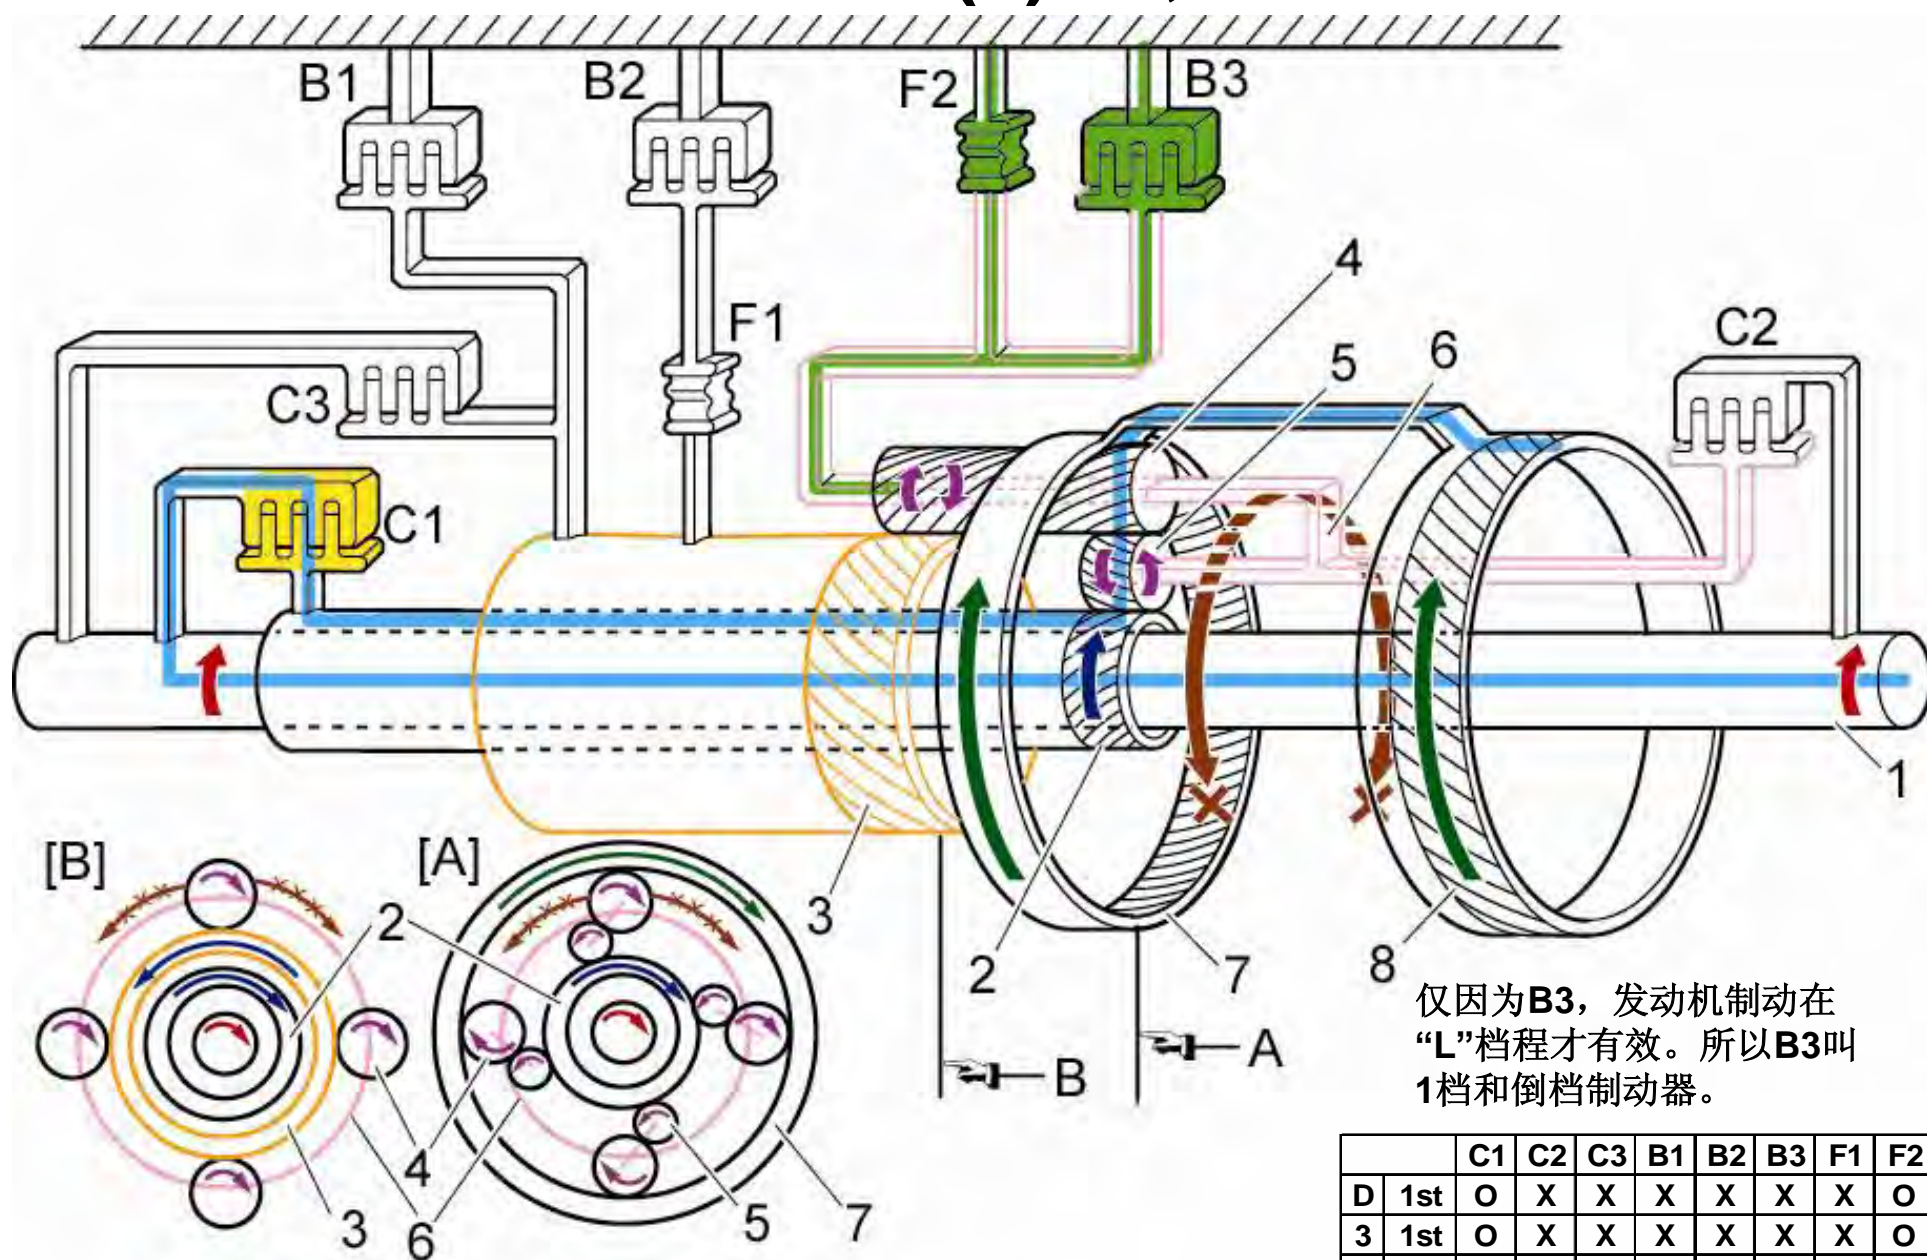 B1
B2
F2
B3
4
F1
C2
5
6
C3
C1
1
[B]
[A]
2
3
2
7
8
仅因为B3，发动机制动在
“L”档程才有效。所以B3叫
1档和倒档制动器。
B
A
4
3
6
5
7
C1 C2 C3 B1 B2 B3 F1 F2
D 1st O X X X X X X O
3 1st O X X X X X X O